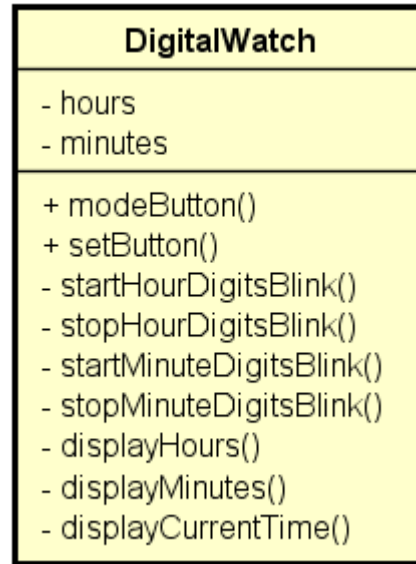 DigitalWatch
- hours
- minutes
+ modeButton()
+ setButton()
- startHourDigitsBlink()
- stopHourDigitsBlink()
- startMinuteDigitsBlink()
- stopMinuteDigitsBlink()
- displayHours()
- displayMinutes()
- displayCurrentTime()